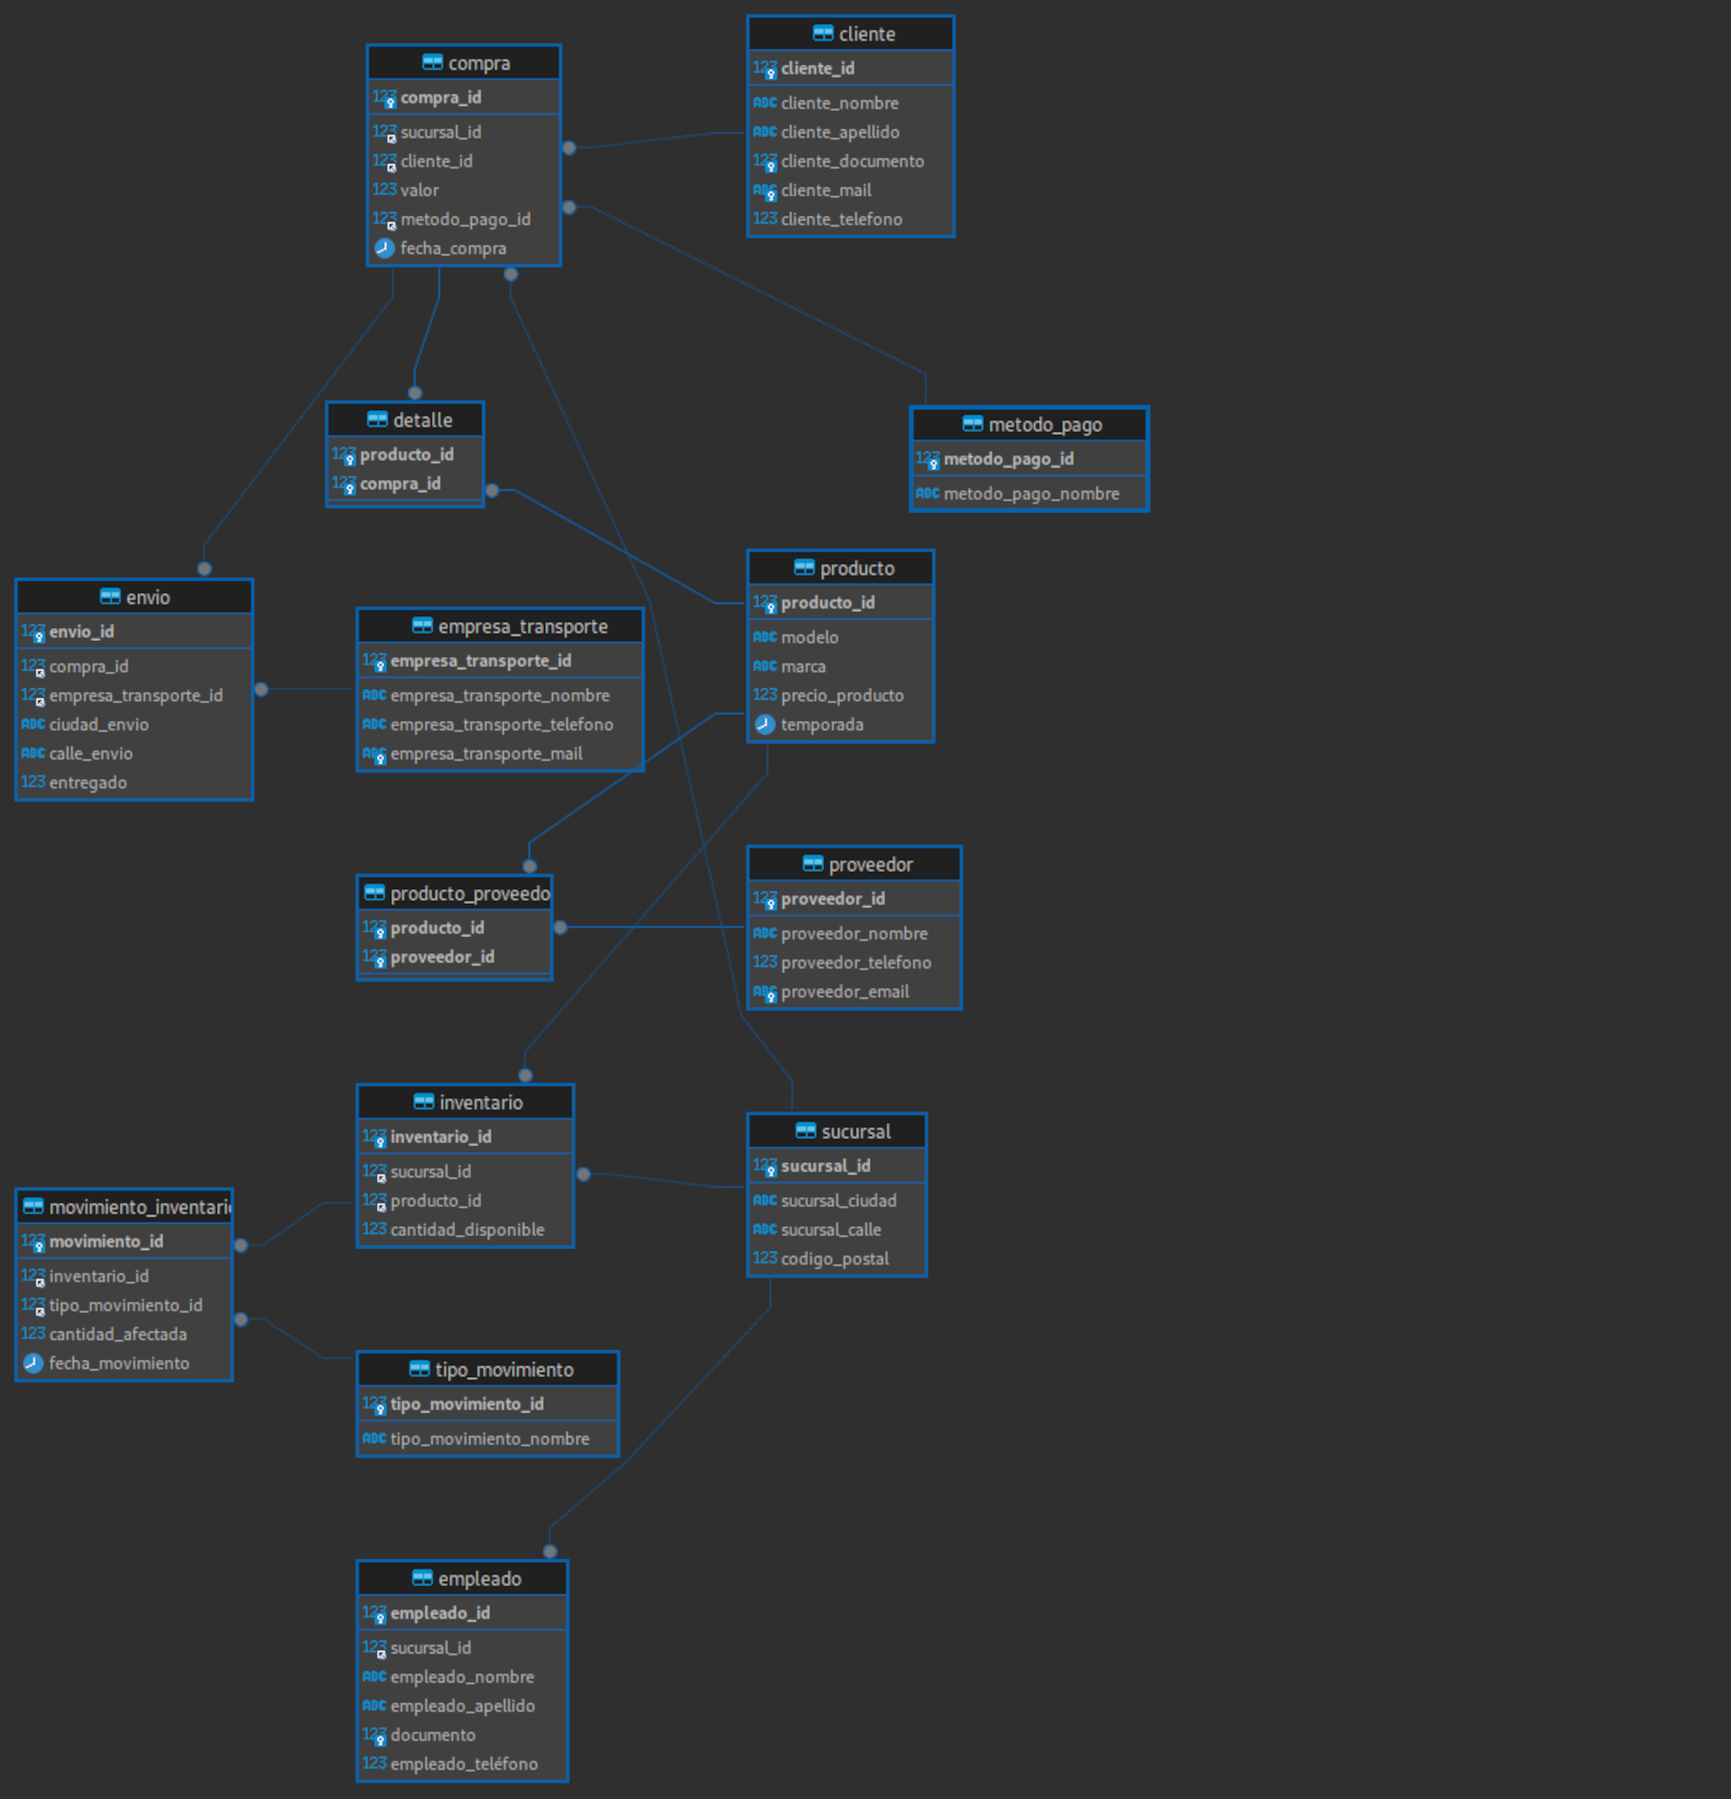 compra
compra_id
sucursal_id
cliente_id
valor
metodo_pago_id
fecha_compra
cliente
cliente_id
cliente_nombre
cliente_apellido
cliente_documento
cliente_mail
cliente_telefono
detalle
producto_id
compra_id
metodo_pago
metodo_pago_id
metodo_pago_nombre
envio
envio_id
compra_id
empresa_transporte_id
ciudad_envio
calle_envio
entregado
empresa_transporte
empresa_transporte_id
empresa_transporte_nombre
empresa_transporte_telefono
empresa_transporte_mail
producto
producto_id
modelo
marca
precio_producto
temporada
producto_proveedo
producto_id
proveedor_id
proveedor
proveedor_id
proveedor_nombre
proveedor_telefono
proveedor_email
inventario
inventario_id
sucursal_id
producto_id
cantidad_disponible
sucursal
sucursal_id
sucursal_ciudad
sucursal_calle
codigo_postal
movimiento_inventari
movimiento_id
inventario_id
tipo_movimiento_id
cantidad_afectada
fecha_movimiento
tipo_movimiento
tipo_movimiento_id
tipo_movimiento_nombre
empleado
empleado_id
sucursal_id
empleado_nombre
empleado_apellido
documento
empleado_teléfono